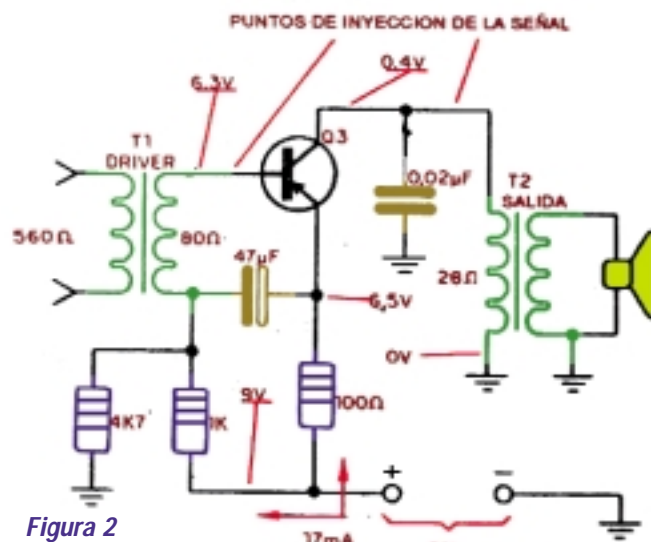 PUNTOS DE INYECCION DE LA SEÑAL
0.4V
6.3V
T1
DRIVER
Q3
0,02µF
T2
SALIDA
560Ω
80Ω
47µF
28Ω
6,5V
0V
4K7
1K
9V
100Ω
+
−
17mA
Figura 2